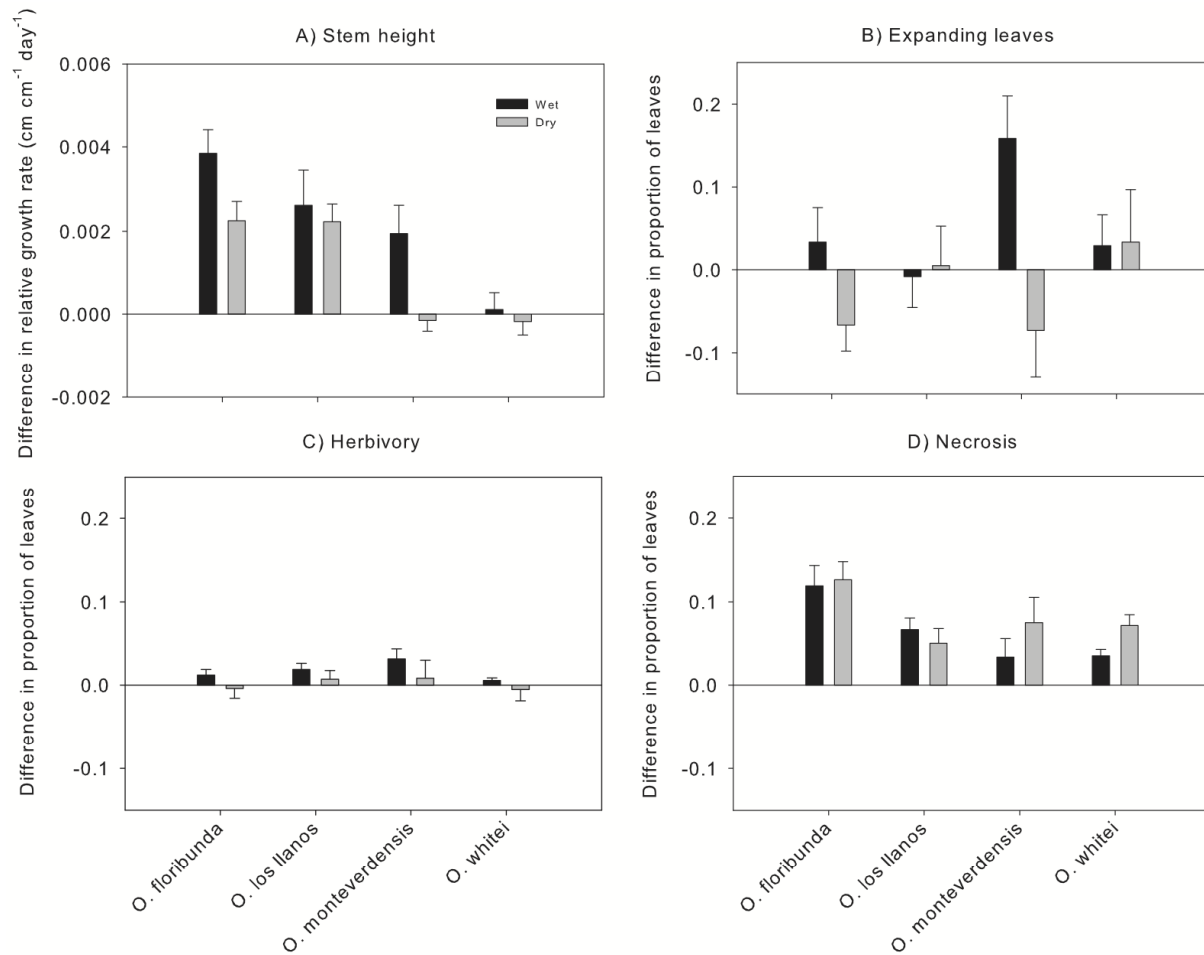 A) Stem height
Difference in relative growth rate (cm cm⁻¹ day⁻¹)
0.006
0.004
0.002
0.000
-0.002
Wet
Dry
B) Expanding leaves
Difference in proportion of leaves
0.2
0.1
0.0
-0.1
C) Herbivory
Difference in proportion of leaves
0.2
0.1
0.0
-0.1
O. floribunda
O. los llanos
O. monteverdensis
O. whitei
D) Necrosis
Difference in proportion of leaves
0.2
0.1
0.0
-0.1
O. floribunda
O. los llanos
O. monteverdensis
O. whitei